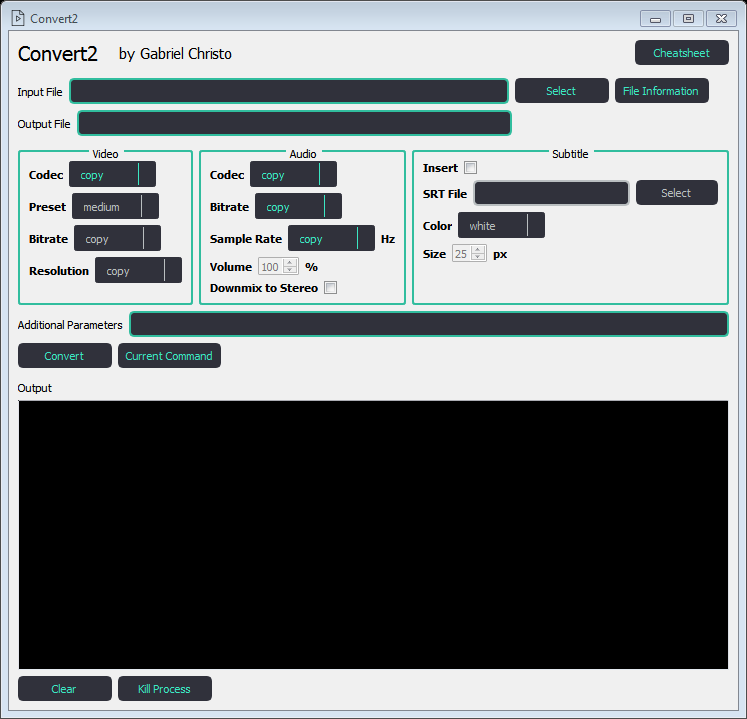 Convert2
Convert2 by Gabriel Christo Cheatsheet
Input File Select File Information
Output File
Video
Codec copy
Preset medium
Bitrate copy
Resolution copy
Audio
Codec copy
Bitrate copy
Sample Rate copy Hz
Volume 100 %
Downmix to Stereo
Subtitle
Insert
SRT File Select
Color white
Size 25 px
Additional Parameters
Convert Current Command
Output
Clear Kill Process